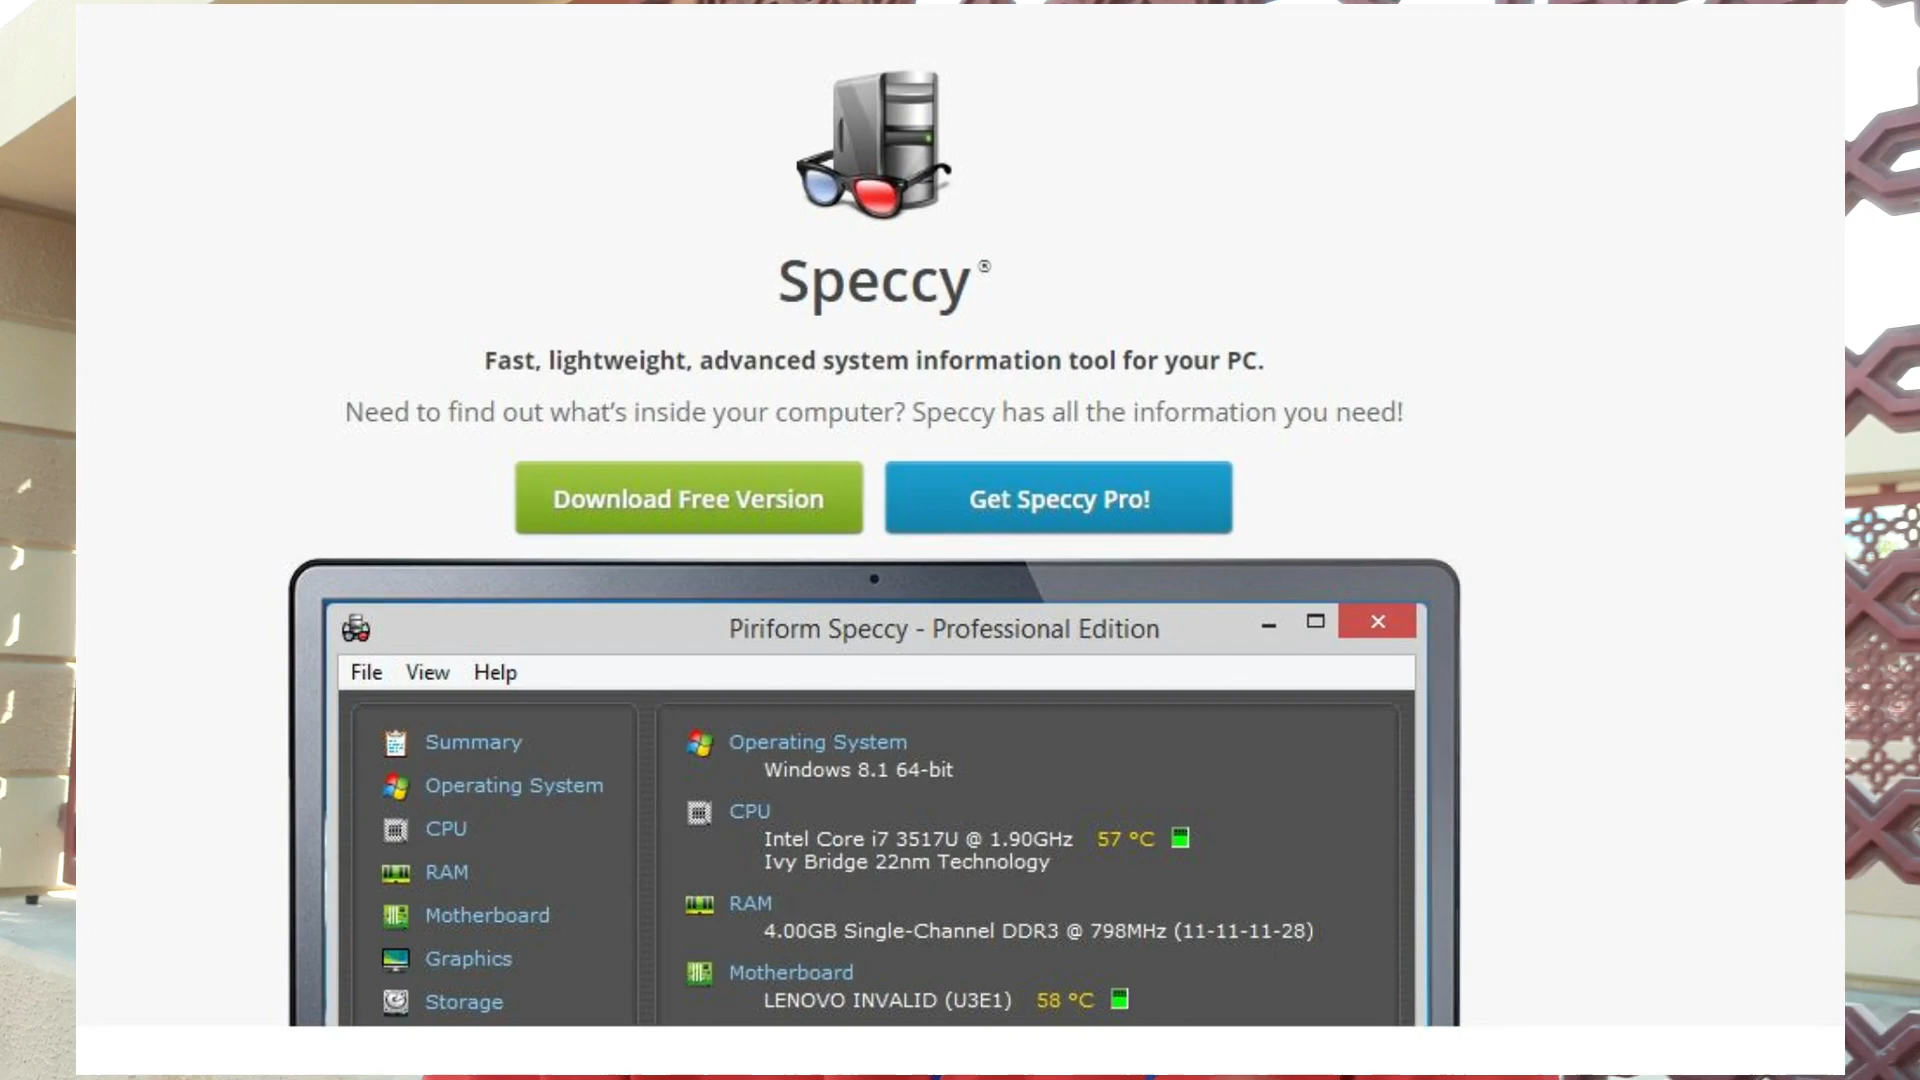 Speccy®
Fast, lightweight, advanced system information tool for your PC.
Need to find out what's inside your computer? Speccy has all the information you need!
Download Free Version
Get Speccy Pro!
Piriform Speccy - Professional Edition
File View Help
Summary
Operating System
CPU
RAM
Motherboard
Graphics
Storage
Operating System
Windows 8.1 64-bit
CPU
Intel Core i7 3517U @ 1.90GHz 57 °C
Ivy Bridge 22nm Technology
RAM
4.00GB Single-Channel DDR3 @ 798MHz (11-11-11-28)
Motherboard
LENOVO INVALID (U3E1) 58 °C